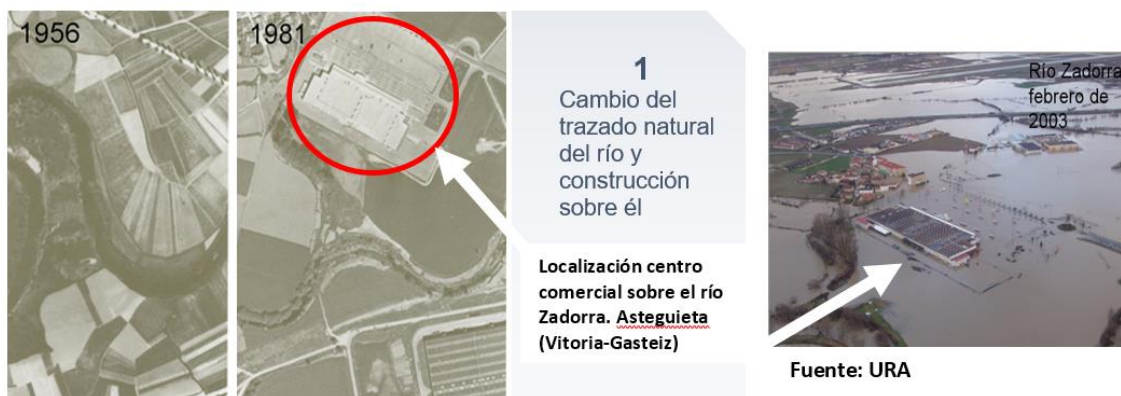 1956
1981
1
Cambio del
trazado natural
del río y
construcción
sobre él
Localización centro
comercial sobre el río
Zadorra. Asteguieta
(Vitoria-Gasteiz)
Río Zadorra
febrero de
2003
Fuente: URA